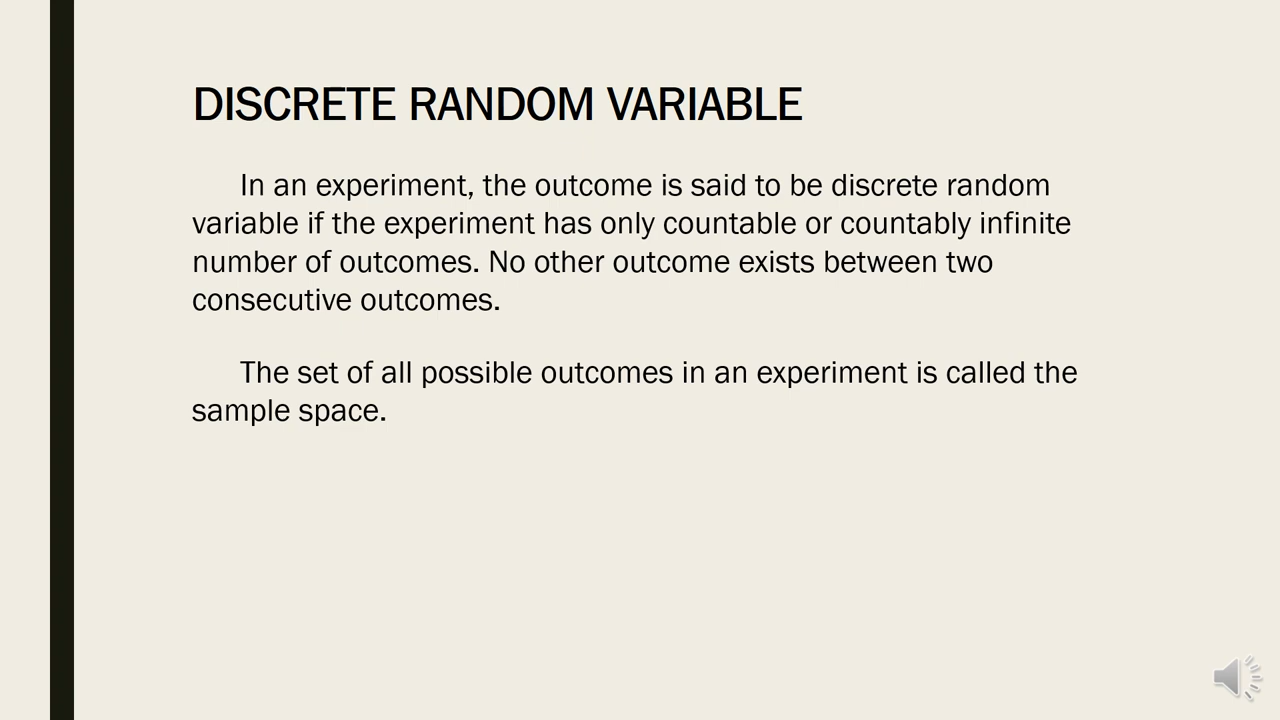 DISCRETE RANDOM VARIABLE
In an experiment, the outcome is said to be discrete random
variable if the experiment has only countable or countably infinite
number of outcomes. No other outcome exists between two
consecutive outcomes.
The set of all possible outcomes in an experiment is called the
sample space.